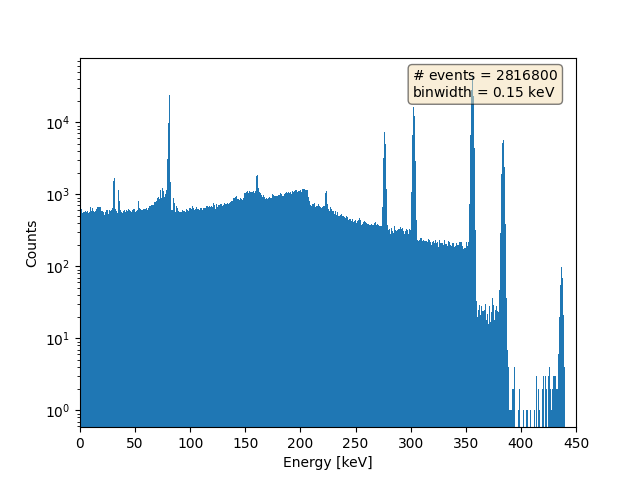 # events = 2816800
binwidth = 0.15 keV
Counts
10⁴
10³
10²
10¹
10⁰
0 50 100 150 200 250 300 350 400 450
Energy [keV]